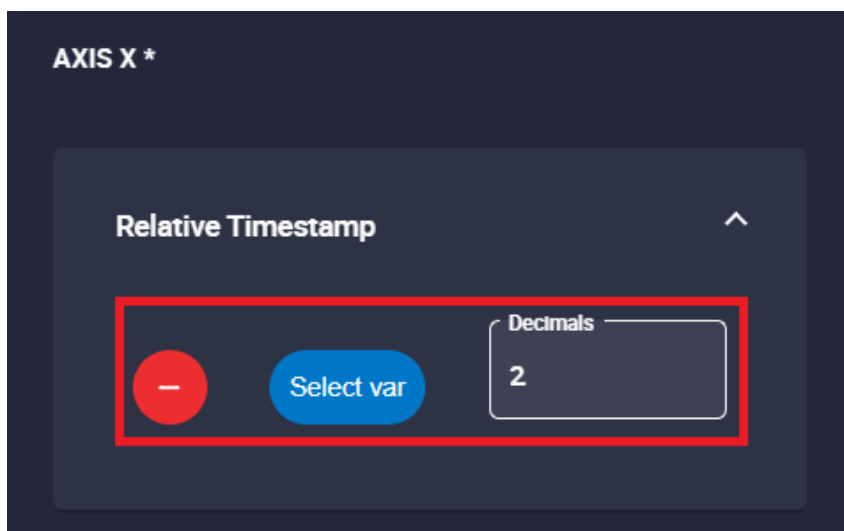 AXIS X *
Relative Timestamp
Decimals
Select var
2